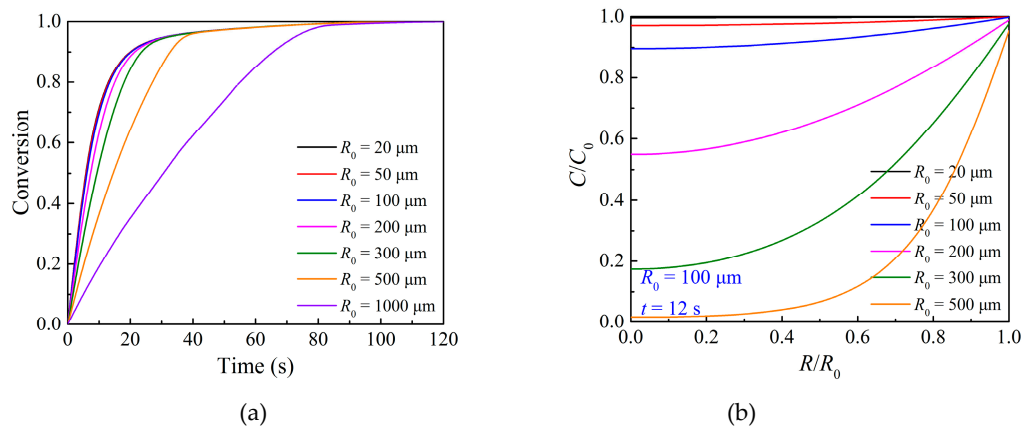 1.0
0.8
0.6
0.4
0.2
0.0
Conversion
R0 = 20 μm
R0 = 50 μm
R0 = 100 μm
R0 = 200 μm
R0 = 300 μm
R0 = 500 μm
R0 = 1000 μm
0 20 40 60 80 100 120
Time (s)
(a)
1.0
0.8
0.6
0.4
0.2
0.0
C/C0
R0 = 20 μm
R0 = 50 μm
R0 = 100 μm
R0 = 200 μm
R0 = 300 μm
R0 = 500 μm
R0 = 100 μm
t = 12 s
0.0 0.2 0.4 0.6 0.8 1.0
R/R0
(b)